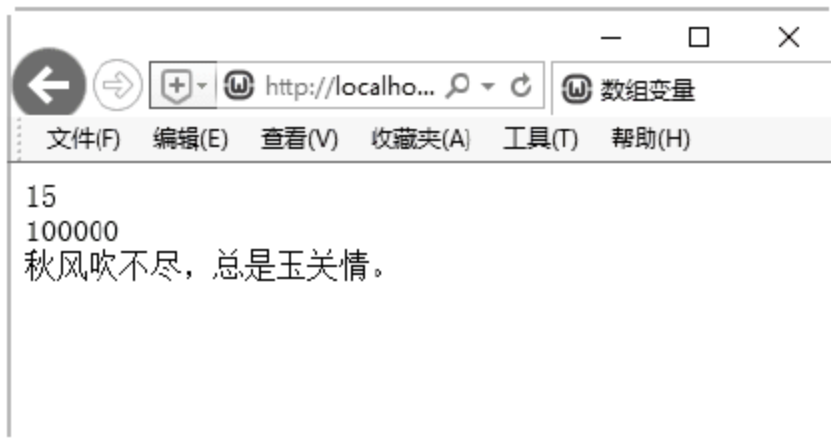 http://localho...
数组变量
文件(F) 编辑(E) 查看(V) 收藏夹(A) 工具(T) 帮助(H)
15
100000
秋风吹不尽，总是玉关情。